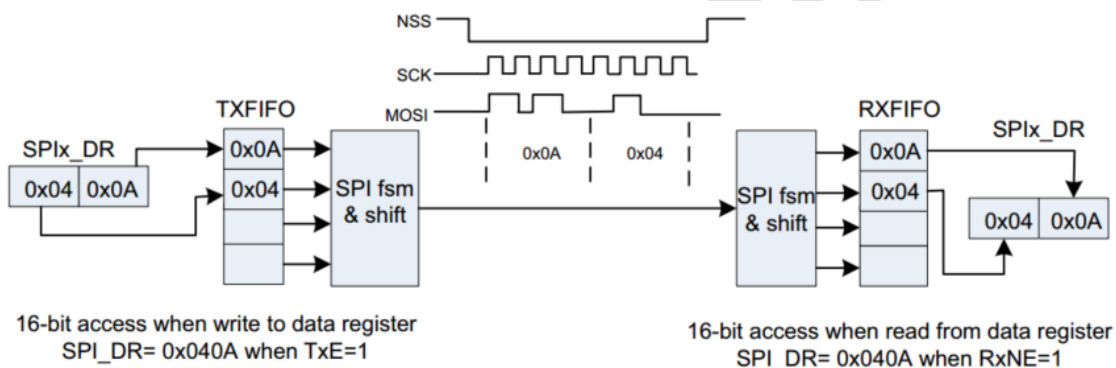 NSS
SCK
MOSI
TXFIFO
RXFIFO
SPIx_DR
SPIx_DR
0x0A
0x04
0x0A
0x0A
0x04 0x0A
0x04
SPI fsm
& shift
SPI fsm
& shift
0x04
0x04 0x0A
16-bit access when write to data register
SPI_DR= 0x040A when TxE=1
16-bit access when read from data register
SPI_DR= 0x040A when RxNE=1